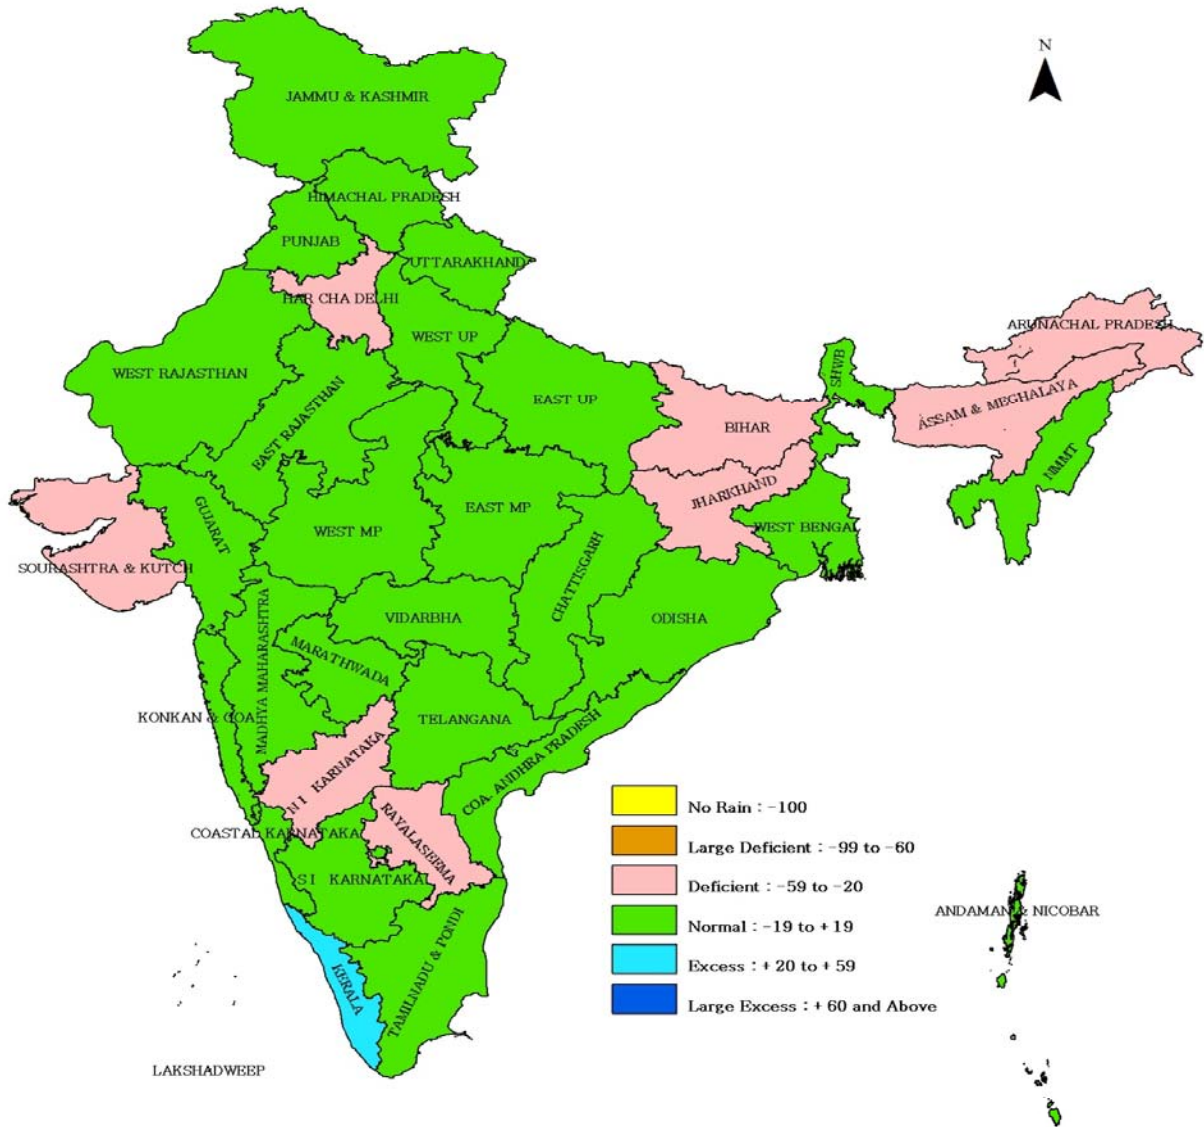 N
JAMMU & KASHMIR
HIMACHAL PRADESH
PUNJAB
UTTARAKHAND
HAR CHA DELHI
ARUNACHAL PRADESH
WEST UP
SHWB
WEST RAJASTHAN
EAST RAJASTHAN
EAST UP
ASSAM & MEGHALAYA
BIHAR
UMMT
JHARKHAND
EAST MP
GUJARAT
WEST MP
WEST BENGAL
SOURASHTRA & KUTCH
CHATTISGARH
VIDARBHA
ODISHA
MADHYA MAHARASHTRA
MARATHWADA
KONKAN & GOA
TELANGANA
COA. ANDHRA PRADESH
N I KARNATAKA
No Rain : -100
RAYALASEEMA
COASTAL KARNATAKA
Large Deficient : -99 to -60
S I KARNATAKA
Deficient : -59 to -20
ANDAMAN & NICOBAR
Normal : -19 to +19
TAMILNADU & PONDI
Excess : +20 to +59
KERALA
Large Excess : +60 and Above
LAKSHADWEEP